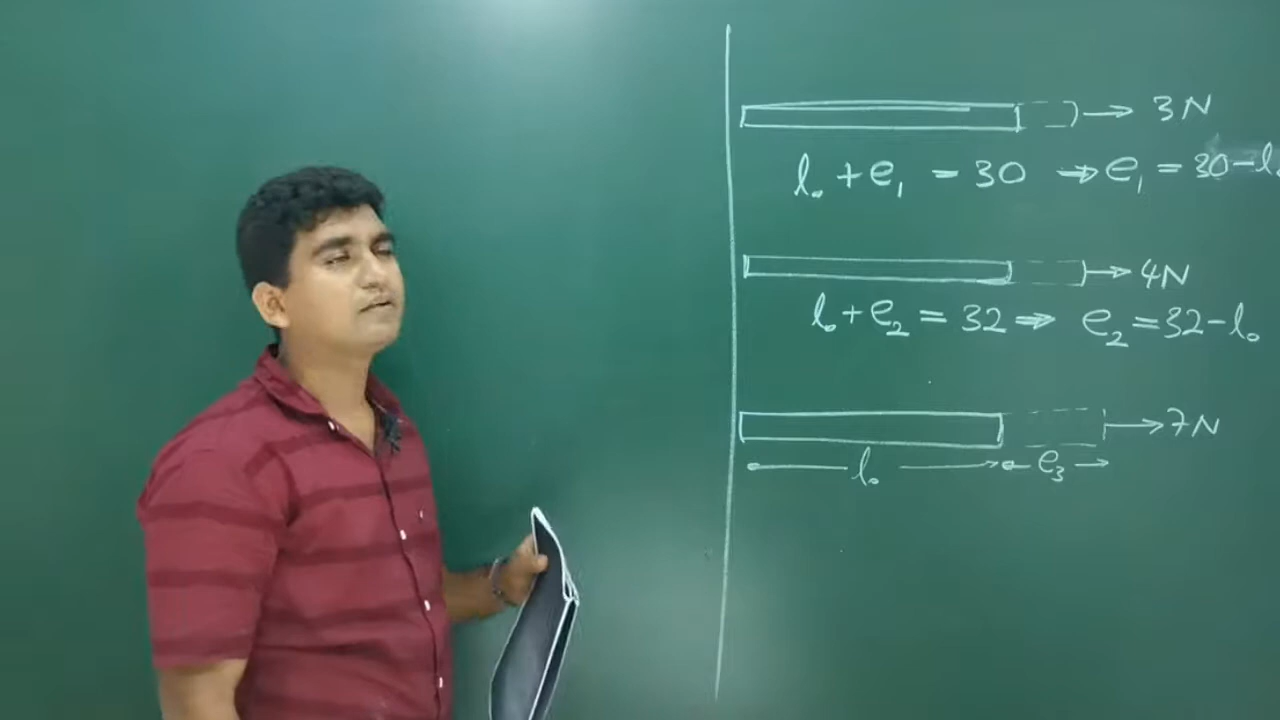 3N
l₀ + e₁ = 30 ⇒ e₁ = 30 - l₀
4N
l₀ + e₂ = 32 ⇒ e₂ = 32 - l₀
7N
l₀ e₃